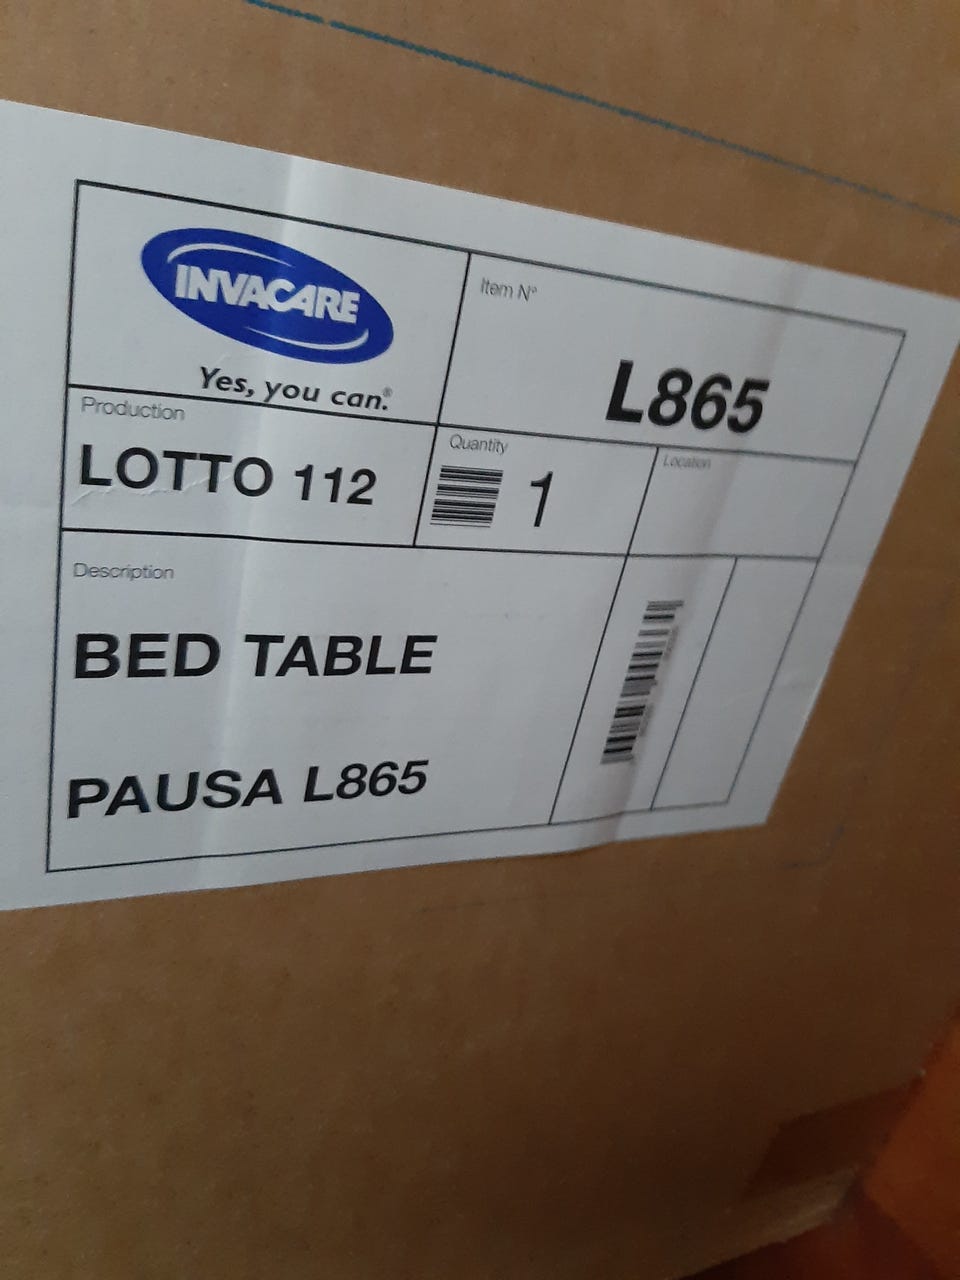 INVACARE
Yes, you can.®
Item N°
L865
Production
LOTTO 112
Quantity
1
Location
Description
BED TABLE
PAUSA L865